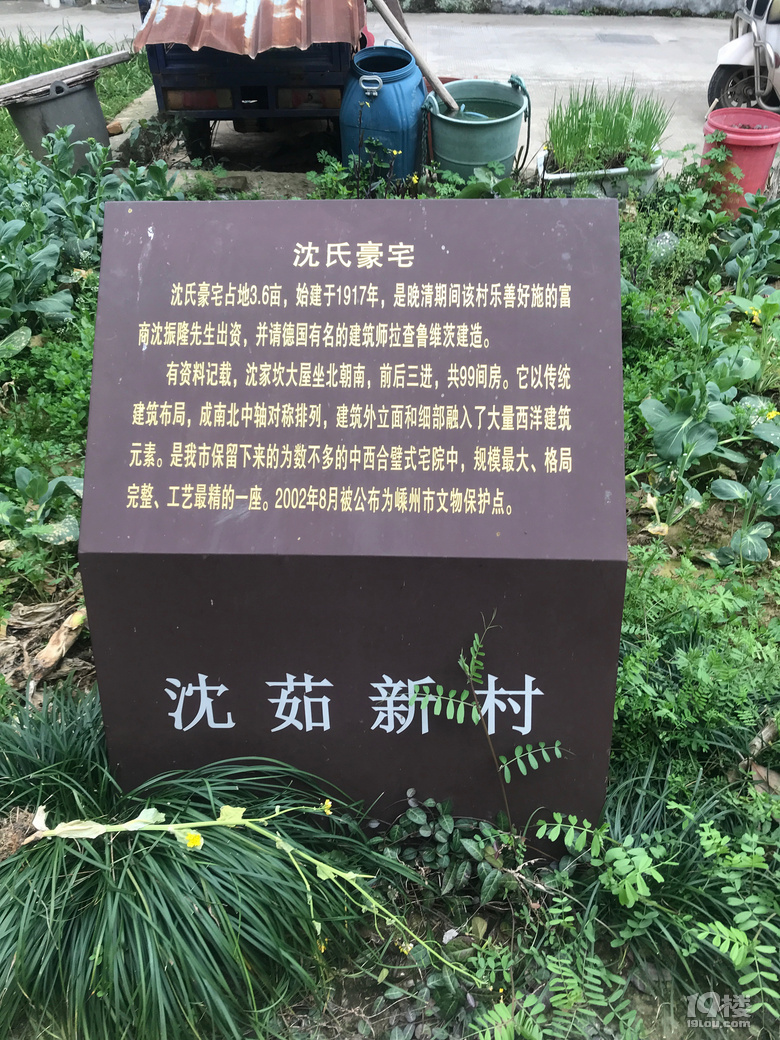 沈氏豪宅
沈氏豪宅占地3.6亩，始建于1917年，是晚清期间该村乐善好施的富
商沈振隆先生出资，并请德国有名的建筑师拉查鲁维茨建造。
有资料记载，沈家坎大屋坐北朝南，前后三进，共99间房。它以传统
建筑布局，成南北中轴对称排列，建筑外立面和细部融入了大量西洋建筑
元素。是我市保留下来的为数不多的中西合璧式宅院中，规模最大、格局
完整、工艺最精的一座。2002年8月被公布为嵊州市文物保护点。
沈茹新村
19楼
19lou.com